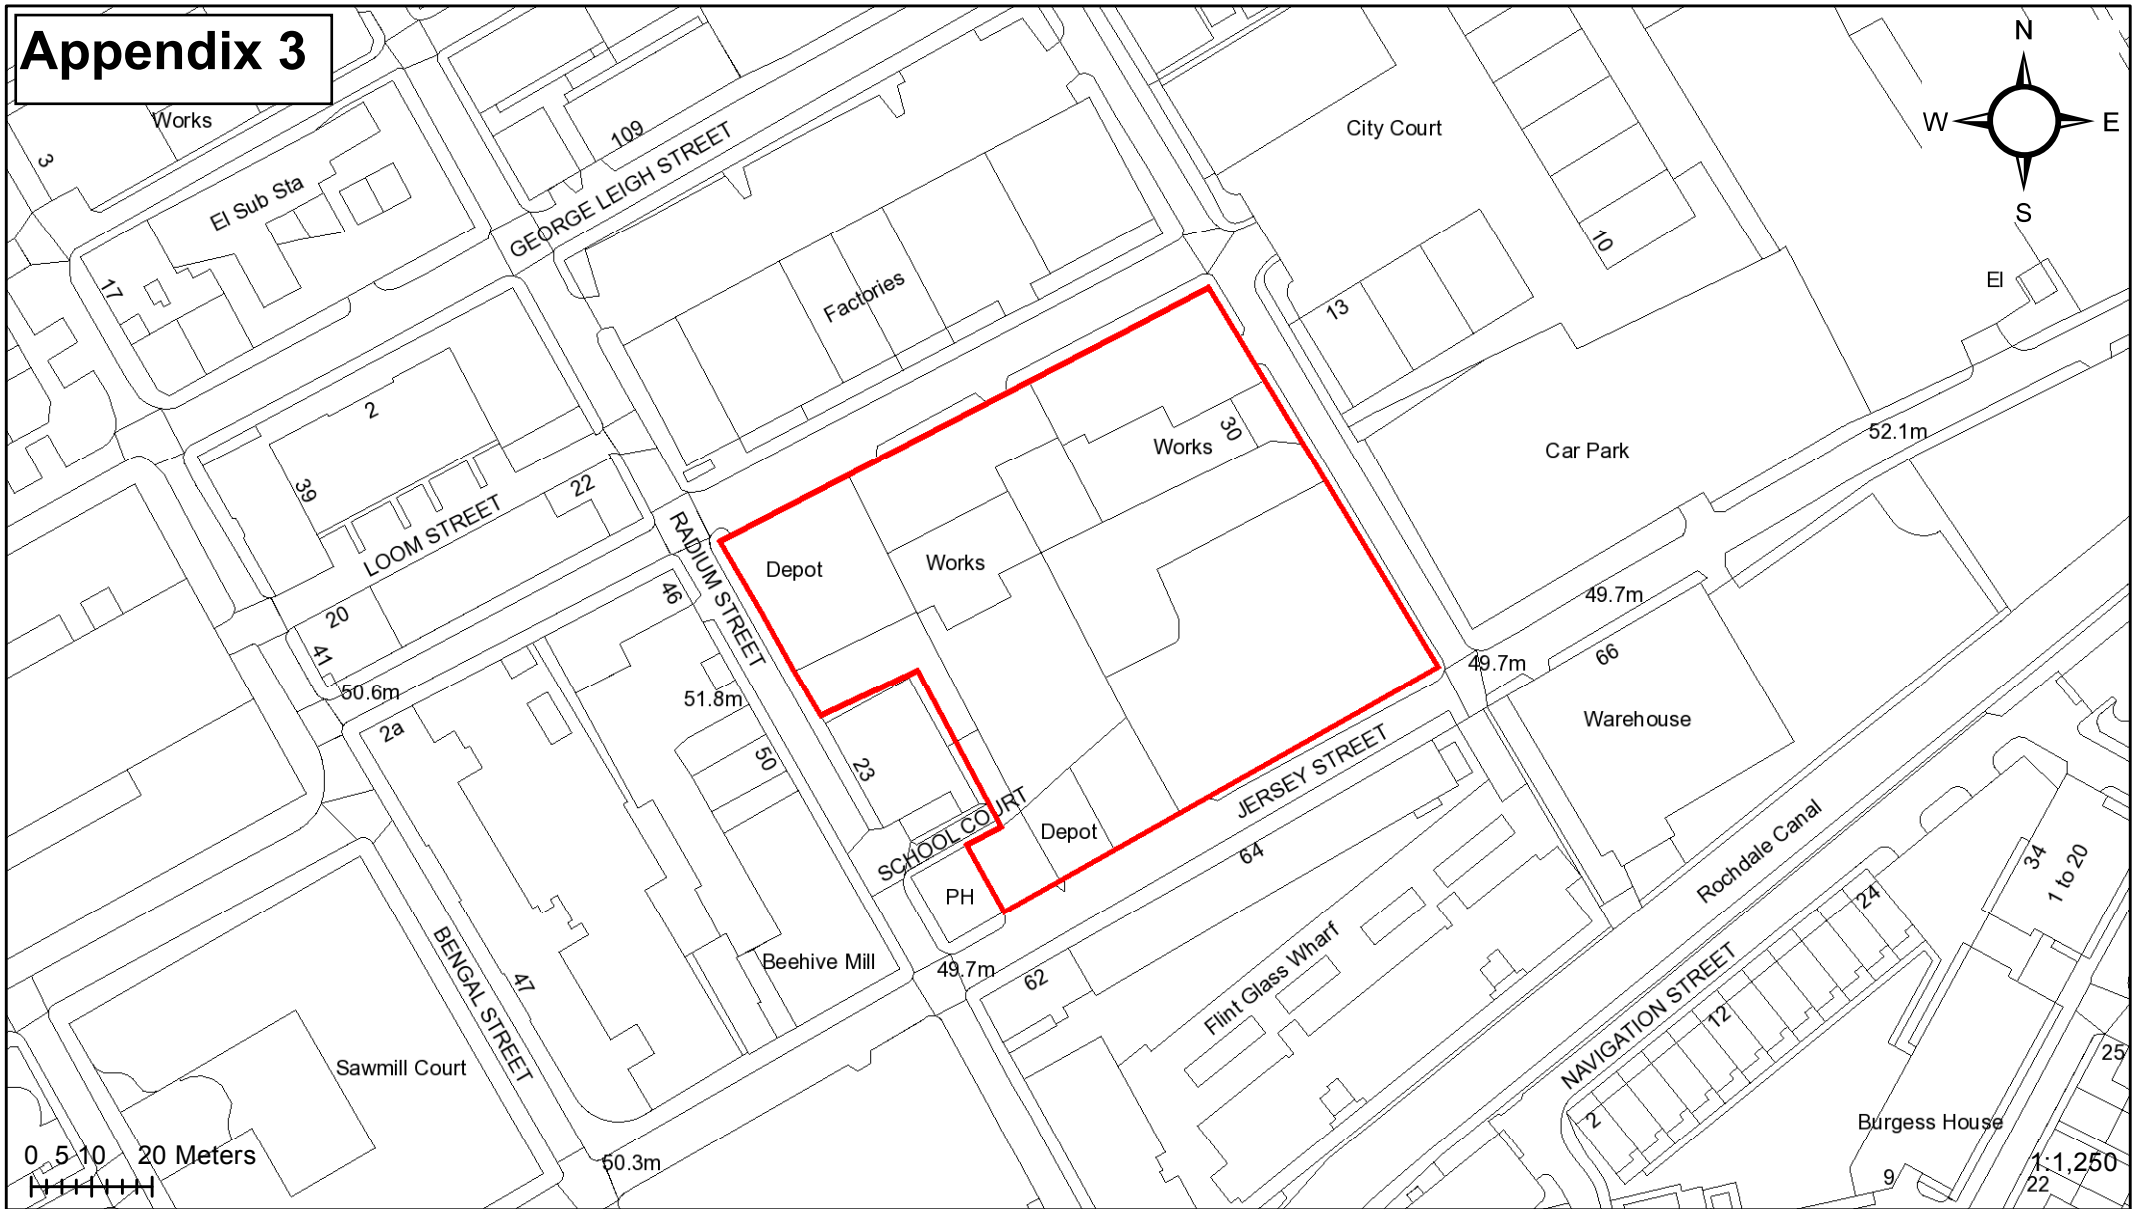 Appendix 3
N
W
E
S
Works
3
109
GEORGE LEIGH STREET
City Court
El Sub Sta
17
10
El
13
Factories
2
30
Works
52.1m
Car Park
39
22
LOOM STREET
RADIUM STREET
Depot
Works
46
20
41
49.7m
66
49.7m
50.6m
51.8m
2a
50
23
Warehouse
JERSEY STREET
SCHOOL COURT
Depot
64
Rochdale Canal
34
1 to 20
PH
24
BENGAL STREET
47
Beehive Mill
49.7m
62
Flint Glass Wharf
NAVIGATION STREET
12
Sawmill Court
25
2
Burgess House
0 5 10 20 Meters
50.3m
9
1:1,250
22